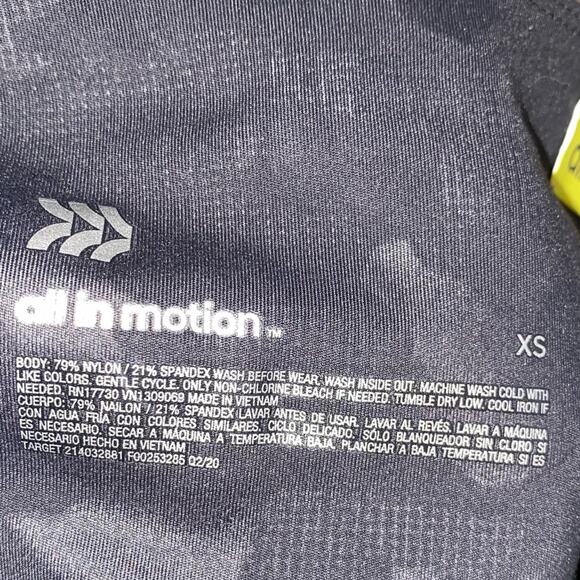 all in motion™
XS
BODY: 79% NYLON / 21% SPANDEX WASH BEFORE WEAR. WASH INSIDE OUT. MACHINE WASH COLD WITH
LIKE COLORS. GENTLE CYCLE. ONLY NON-CHLORINE BLEACH IF NEEDED. TUMBLE DRY LOW. COOL IRON IF
NEEDED. RN17730 VN1309069 MADE IN VIETNAM
CUERPO: 79% NAILON / 21% SPANDEX LAVAR ANTES DE USAR. LAVAR AL REVÉS. LAVAR A MÁQUINA
CON AGUA FRÍA CON COLORES SIMILARES. CICLO DELICADO. SÓLO BLANQUEADOR SIN CLORO SI
ES NECESARIO. SECAR A MÁQUINA A TEMPERATURA BAJA. PLANCHAR A BAJA TEMPERATURA SI ES
NECESARIO HECHO EN VIETNAM
TARGET 214032881 F00253285 Q2/20